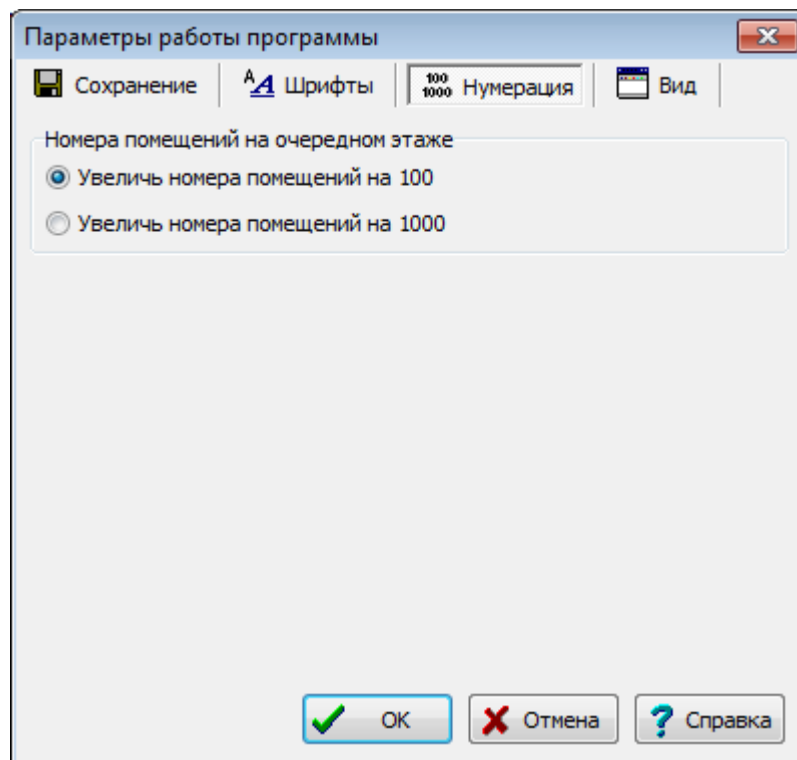 Параметры работы программы
Сохранение AA Шрифты 100 1000 Нумерация Вид
Номера помещений на очередном этаже
Увеличь номера помещений на 100
Увеличь номера помещений на 1000
OK Отмена ? Справка